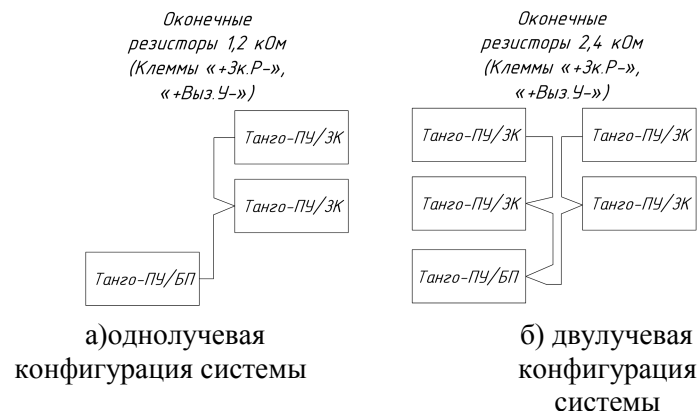 Оконечные
резисторы 1,2 кОм
(Клеммы «+Зк.Р-»,
«+Выз.У-»)
Танго-ПУ/ЗК
Танго-ПУ/ЗК
Танго-ПУ/БП
а)однолучевая
конфигурация системы
Оконечные
резисторы 2,4 кОм
(Клеммы «+Зк.Р-»,
«+Выз.У-»)
Танго-ПУ/ЗК
Танго-ПУ/ЗК
Танго-ПУ/ЗК
Танго-ПУ/ЗК
Танго-ПУ/БП
б) двулучевая
конфигурация
системы